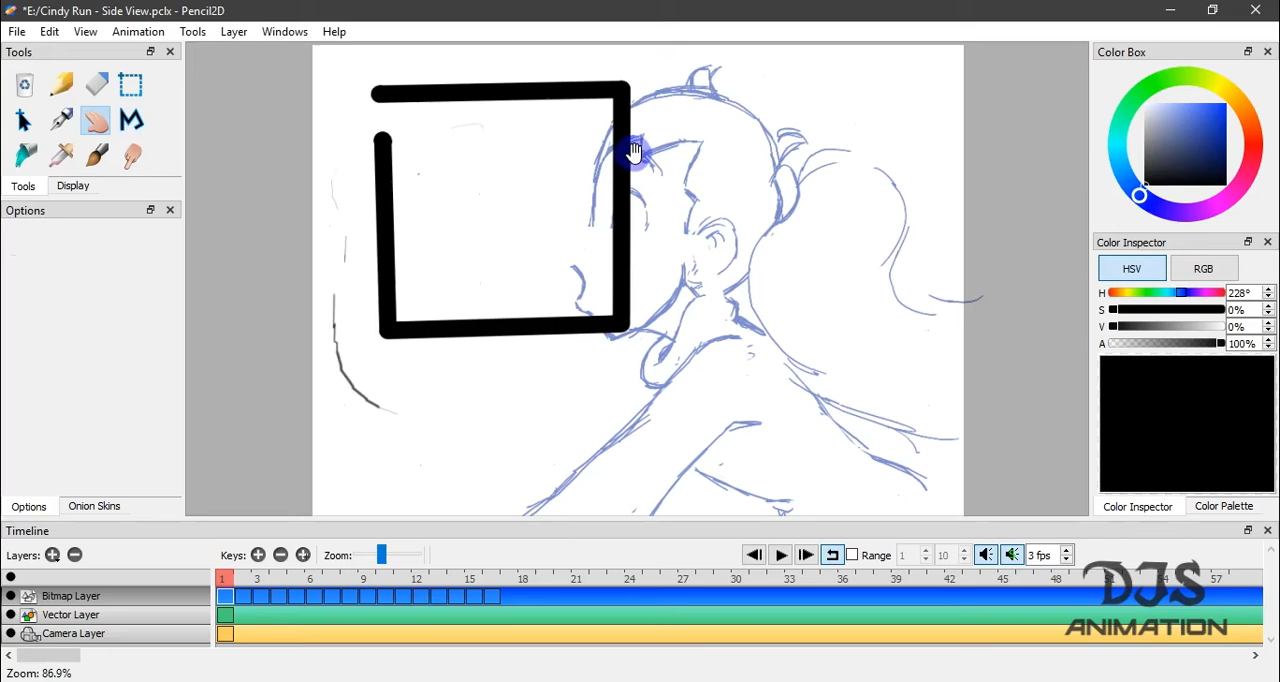 *E:/Cindy Run - Side View.pclx - Pencil2D
File Edit View Animation Tools Layer Windows Help
Tools
Tools Display
Options
Options Onion Skins
Color Box
Color Inspector
HSV RGB
H 228°
S 0%
V 0%
A 100%
Color Inspector Color Palette
Timeline
Layers: Keys: Zoom: Range 1 10 3 fps
1 3 6 9 12 15 18 21 24 27 30 33 36 39 42 45 48 51 54 57
Bitmap Layer
Vector Layer
Camera Layer
DJS
ANIMATION
Zoom: 86.9%